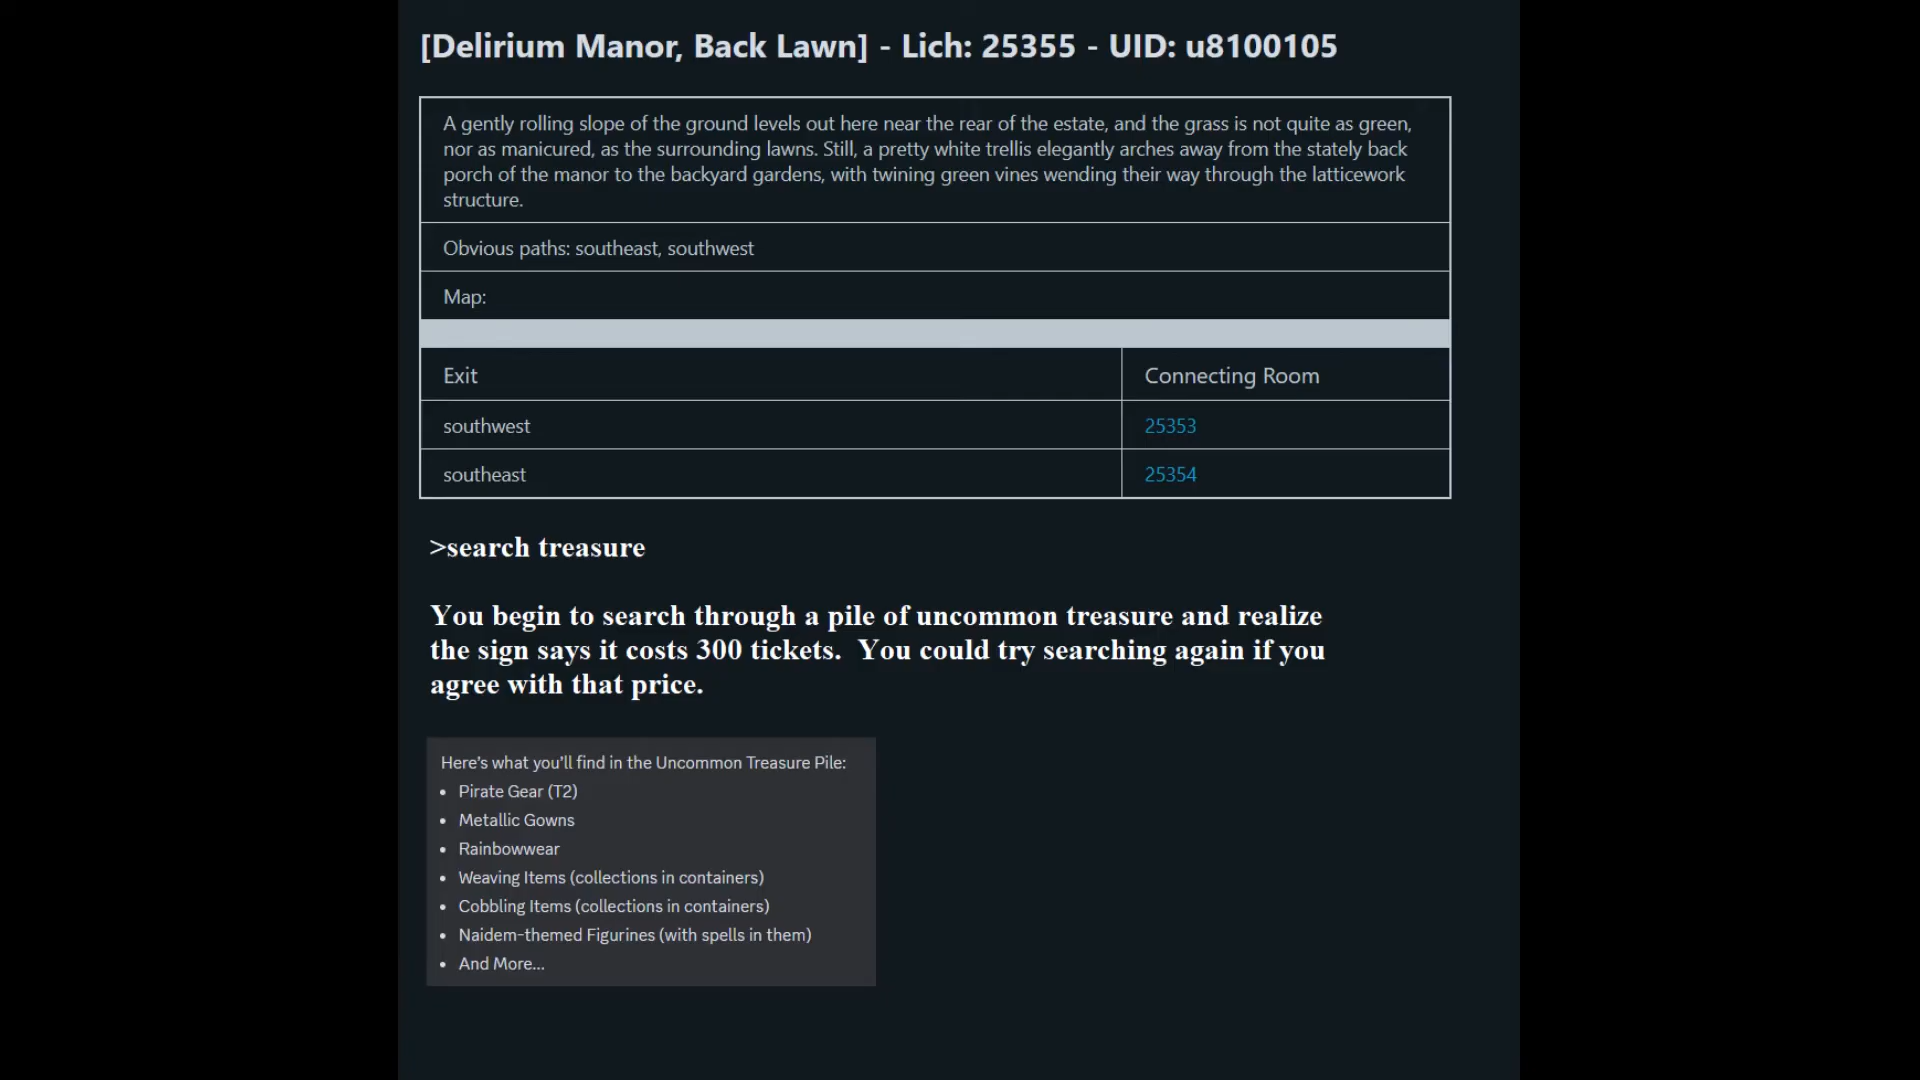 [Delirium Manor, Back Lawn] - Lich: 25355 - UID: u8100105
A gently rolling slope of the ground levels out here near the rear of the estate, and the grass is not quite as green,
nor as manicured, as the surrounding lawns. Still, a pretty white trellis elegantly arches away from the stately back
porch of the manor to the backyard gardens, with twining green vines wending their way through the latticework
structure.
Obvious paths: southeast, southwest
Map:
Exit
Connecting Room
southwest
25353
southeast
25354
>search treasure
You begin to search through a pile of uncommon treasure and realize
the sign says it costs 300 tickets.  You could try searching again if you
agree with that price.
Here's what you'll find in the Uncommon Treasure Pile:
• Pirate Gear (T2)
• Metallic Gowns
• Rainbowwear
• Weaving Items (collections in containers)
• Cobbling Items (collections in containers)
• Naidem-themed Figurines (with spells in them)
• And More...